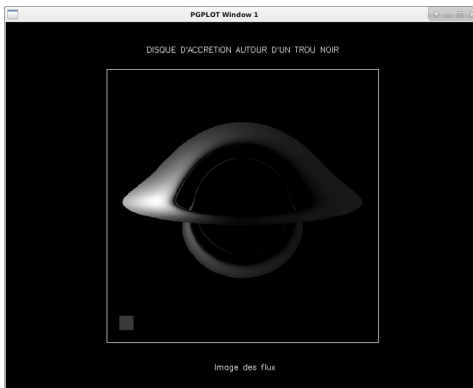 PGPLOT Window 1
DISQUE D'ACCRETION AUTOUR D'UN TROU NOIR
Image des flux